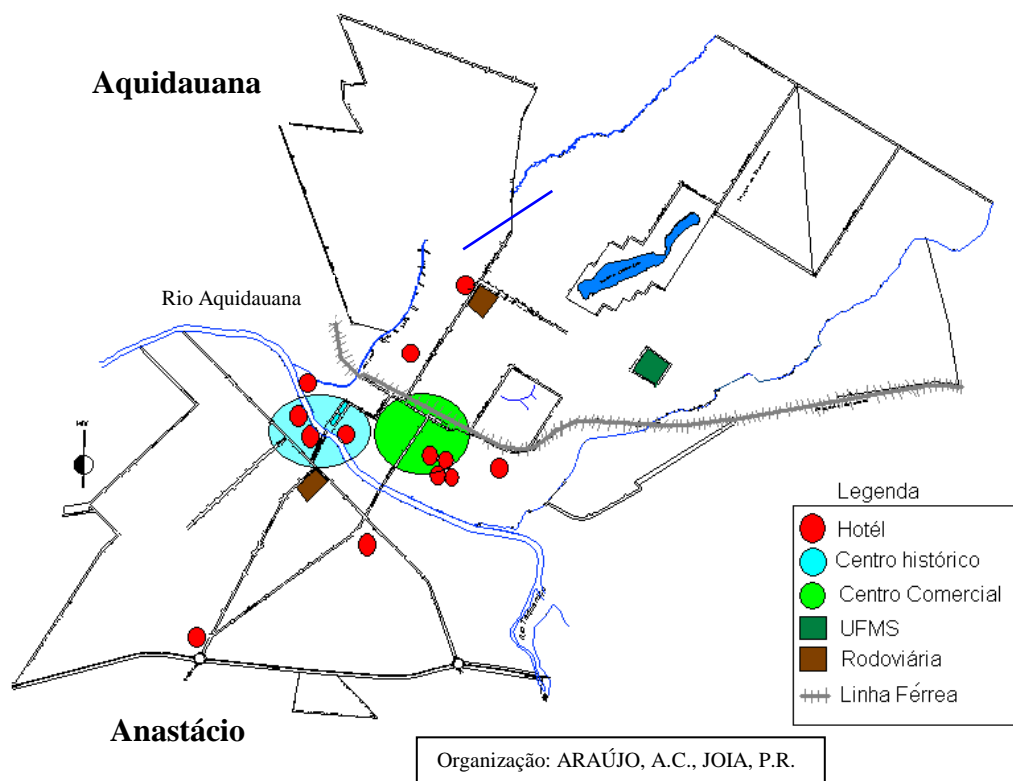 Aquidauana
Rio Aquidauana
Legenda
Hotél
Centro histórico
Centro Comercial
UFMS
Rodoviária
Linha Férrea
Anastácio
Organização: ARAÚJO, A.C., JOIA, P.R.